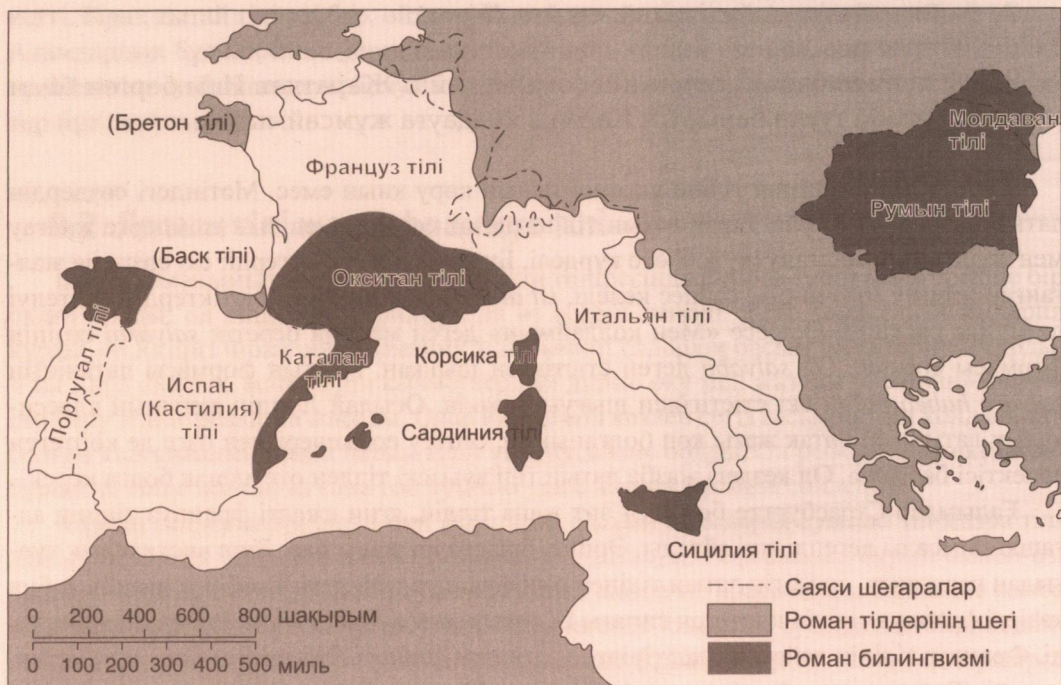 (Бретон тілі)
Француз тілі
Молдаван
тілі
Румын тілі
(Баск тілі)
Окситан тілі
Итальян тілі
Португал тілі
Каталан
тілі
Корсика тілі
Испан
(Кастилия)
тілі
Сардиния тілі
Сицилия тілі
0 200 400 600 800 шақырым
0 100 200 300 400 500 миль
Саяси шегаралар
Роман тілдерінің шегі
Роман билингвизмі